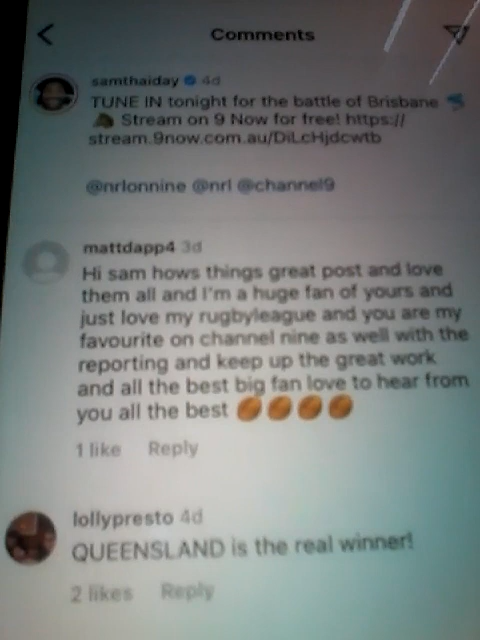 Comments
samthaiday 4d
TUNE IN tonight for the battle of Brisbane
Stream on 9 Now for free! https://
stream.9now.com.au/DiLcHjdcwtb
@nrlonnine @nrl @channel9
mattdapp4 3d
Hi sam hows things great post and love
them all and I'm a huge fan of yours and
just love my rugbyleague and you are my
favourite on channel nine as well with the
reporting and keep up the great work
and all the best big fan love to hear from
you all the best 🏉🏉🏉🏉
1 like Reply
lollypresto 4d
QUEENSLAND is the real winner!
2 likes Reply